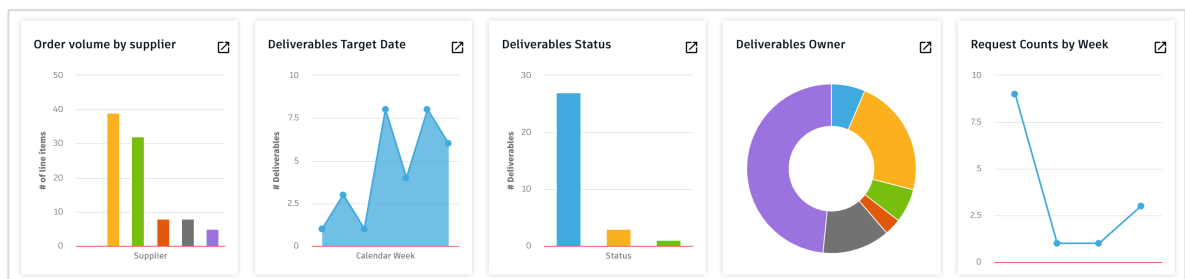 Order volume by supplier
50
40
30
20
10
0
# of line items
Supplier
Deliverables Target Date
10
7.5
5
2.5
0
# Deliverables
Calendar Week
Deliverables Status
30
20
10
0
# Deliverables
Status
Deliverables Owner
Request Counts by Week
10
7.5
5
2.5
0